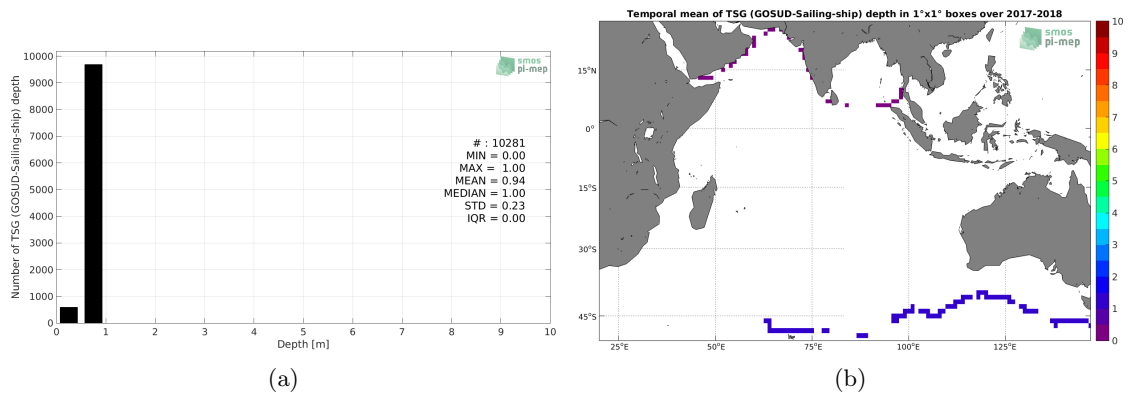 Number of TSG (GOSUD-Sailing-ship) depth
10000
9000
8000
7000
6000
5000
4000
3000
2000
1000
0
0 1 2 3 4 5 6 7 8 9 10
Depth [m]
smos
pi-mep
# : 10281
MIN = 0.00
MAX = 1.00
MEAN = 0.94
MEDIAN = 1.00
STD = 0.23
IQR = 0.00
(a)
Temporal mean of TSG (GOSUD-Sailing-ship) depth in 1°x1° boxes over 2017-2018
smos
pi-mep
15°N
0°
15°S
30°S
45°S
25°E 50°E 75°E 100°E 125°E
10
9
8
7
6
5
4
3
2
1
0
(b)